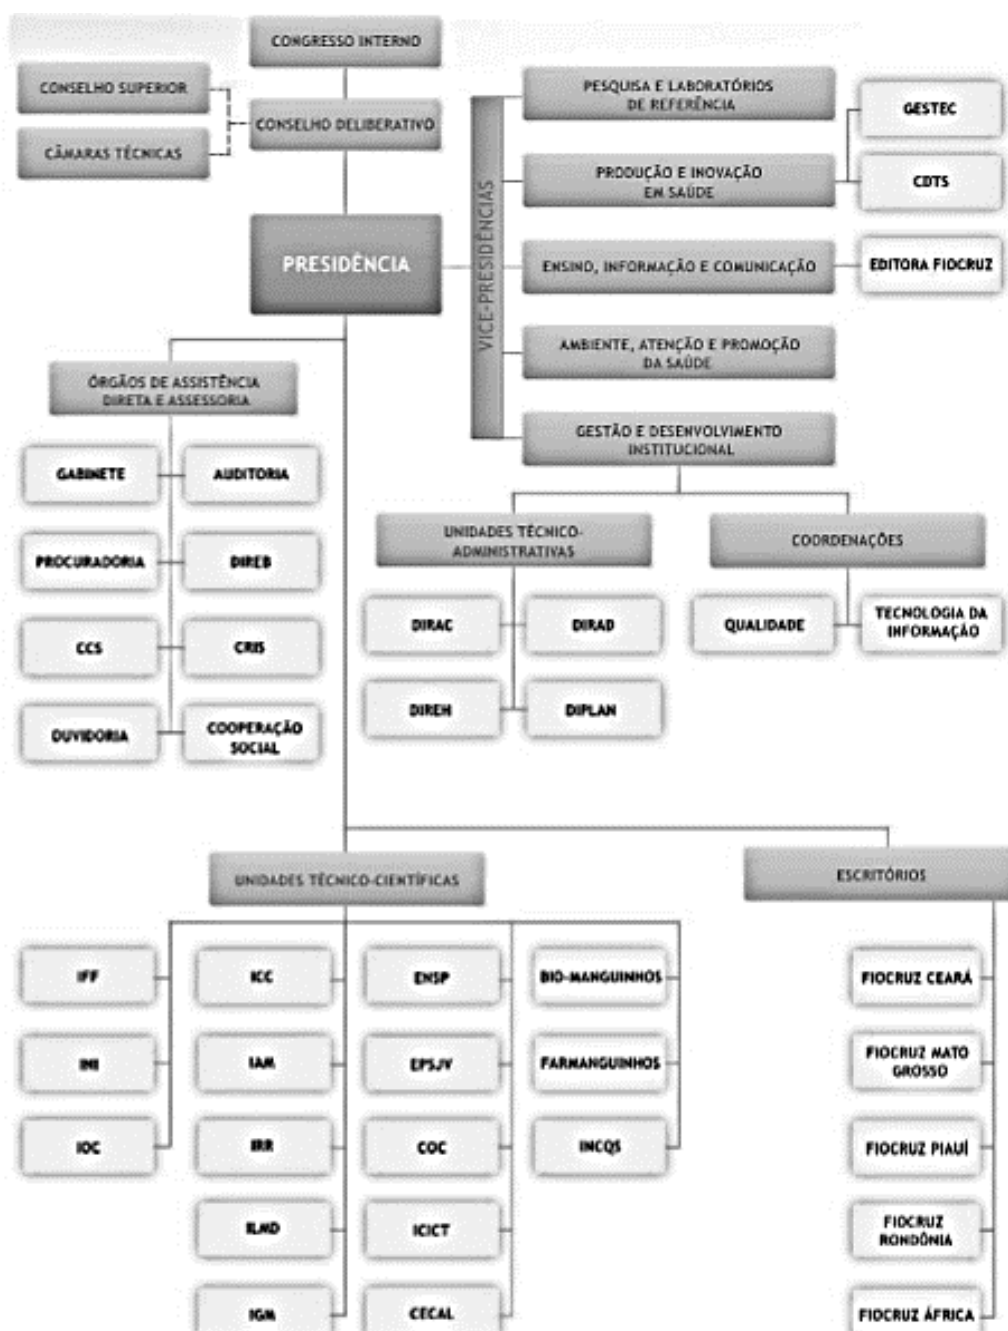 CONGRESSO INTERNO
CONSELHO SUPERIOR
CÂMARAS TÉCNICAS
CONSELHO DELIBERATIVO
PRESIDÊNCIA
VICE-PRESIDÊNCIAS
PESQUISA E LABORATÓRIOS
DE REFERÊNCIA
PRODUÇÃO E INOVAÇÃO
EM SAÚDE
GESTEC
CDTS
ENSINO, INFORMAÇÃO E COMUNICAÇÃO
EDITORA FIOCRUZ
AMBIENTE, ATENÇÃO E PROMOÇÃO
DA SAÚDE
GESTÃO E DESENVOLVIMENTO
INSTITUCIONAL
ÓRGÃOS DE ASSISTÊNCIA
DIRETA E ASSESSORIA
GABINETE
AUDITORIA
PROCURADORIA
DIREB
CCS
CRIS
OUVIDORIA
COOPERAÇÃO
SOCIAL
UNIDADES TÉCNICO-
ADMINISTRATIVAS
DIRAC
DIRAD
DIREH
DIPLAN
COORDENAÇÕES
QUALIDADE
TECNOLOGIA DA
INFORMAÇÃO
UNIDADES TÉCNICO-CIENTÍFICAS
IFF
INI
IOC
ICC
IAM
IRR
ILMD
IGM
ENSP
EPSJV
COC
ICICT
CECAL
BIO-MANGUINHOS
FARMANGUINHOS
INCQS
ESCRITÓRIOS
FIOCRUZ CEARÁ
FIOCRUZ MATO
GROSSO
FIOCRUZ PIAUÍ
FIOCRUZ
RONDÔNIA
FIOCRUZ ÁFRICA